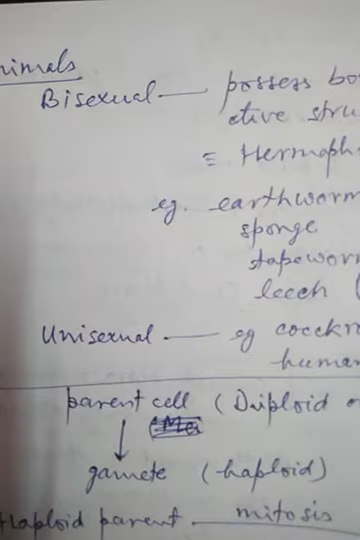 nimals
Bisexual — possess bo
ctive stru
= Hermaph
eg. earthworm
sponge
tapeworm
leech (
Unisexual — eg cockr
human
parent cell (Diploid o
↓
gamete (haploid)
Haploid parent — mitosis